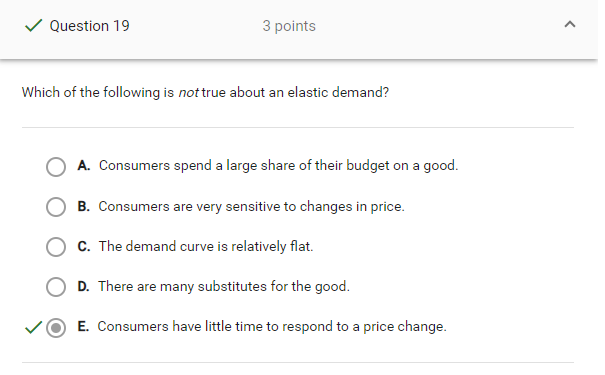 Question 19 3 points
Which of the following is not true about an elastic demand?
A. Consumers spend a large share of their budget on a good.
B. Consumers are very sensitive to changes in price.
C. The demand curve is relatively flat.
D. There are many substitutes for the good.
E. Consumers have little time to respond to a price change.